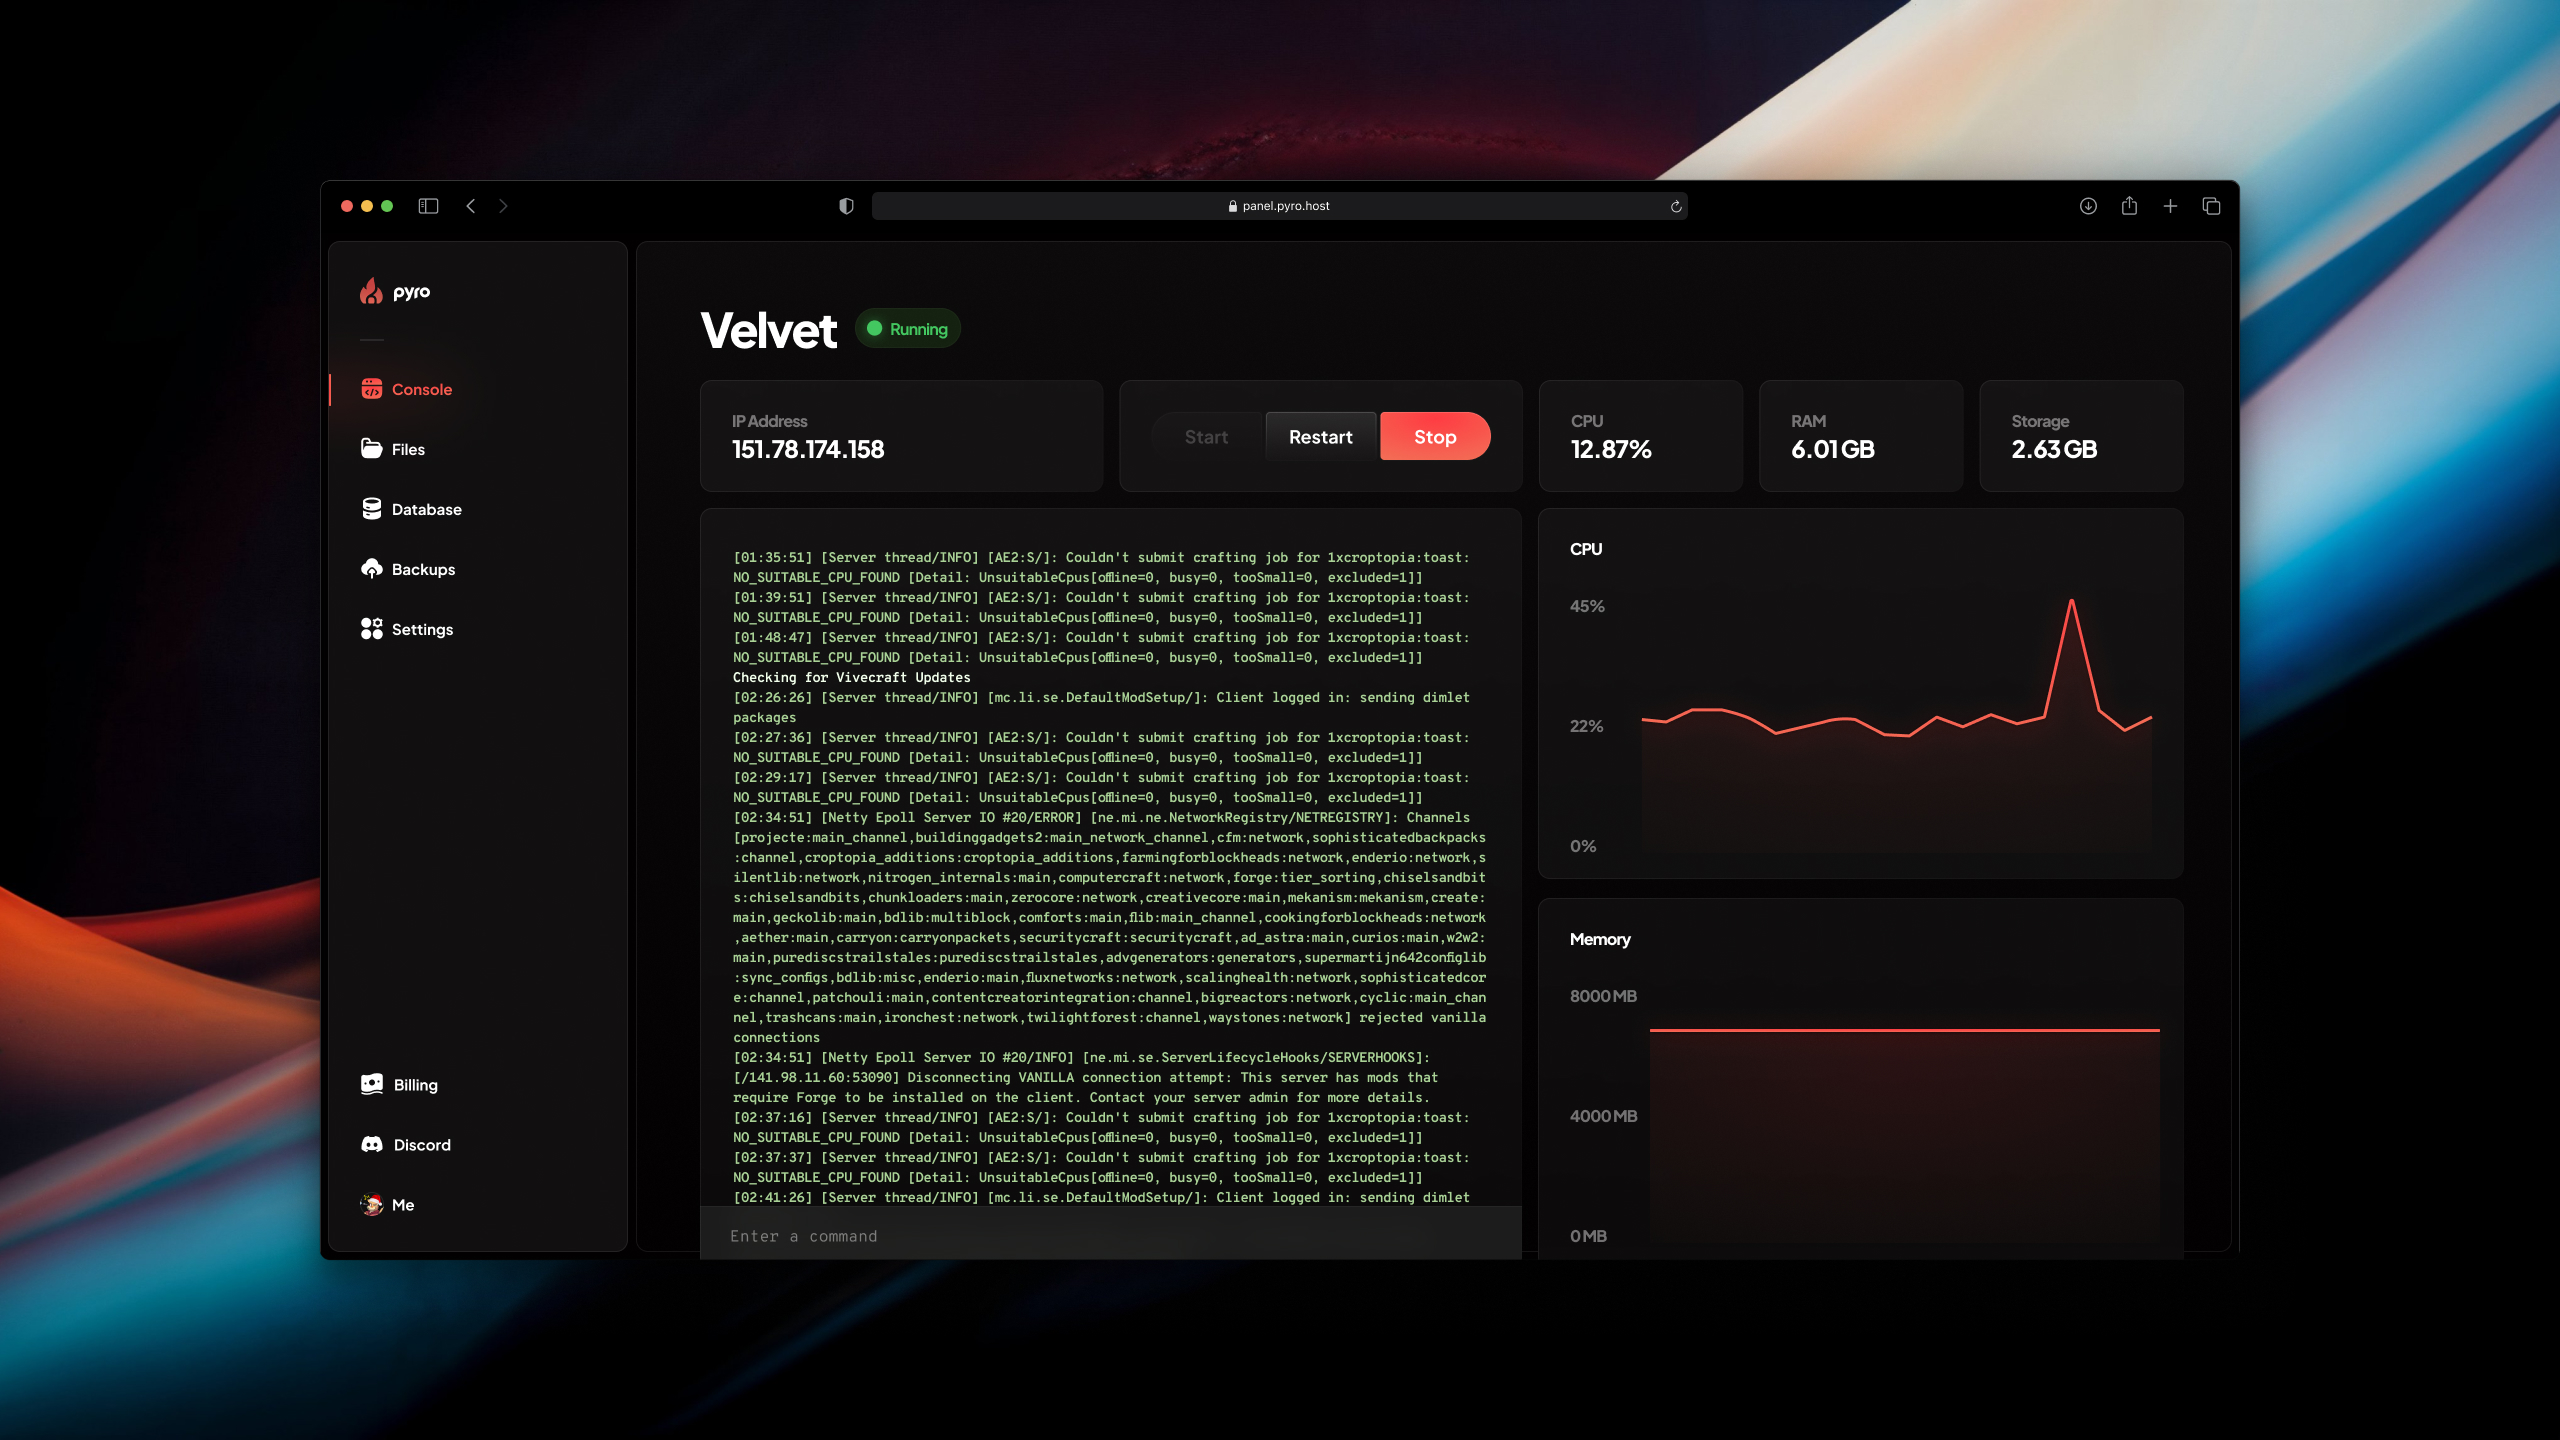 panel.pyro.host
pyro
Console
Files
Database
Backups
Settings
Billing
Discord
Me
Velvet
Running
IP Address
151.78.174.158
Start
Restart
Stop
CPU
12.87%
RAM
6.01 GB
Storage
2.63 GB
[01:35:51] [Server thread/INFO] [AE2:S/]: Couldn't submit crafting job for 1xcroptopia:toast:
NO_SUITABLE_CPU_FOUND [Detail: UnsuitableCpus[offline=0, busy=0, tooSmall=0, excluded=1]]
[01:39:51] [Server thread/INFO] [AE2:S/]: Couldn't submit crafting job for 1xcroptopia:toast:
NO_SUITABLE_CPU_FOUND [Detail: UnsuitableCpus[offline=0, busy=0, tooSmall=0, excluded=1]]
[01:48:47] [Server thread/INFO] [AE2:S/]: Couldn't submit crafting job for 1xcroptopia:toast:
NO_SUITABLE_CPU_FOUND [Detail: UnsuitableCpus[offline=0, busy=0, tooSmall=0, excluded=1]]
Checking for Vivecraft Updates
[02:26:26] [Server thread/INFO] [mc.li.se.DefaultModSetup/]: Client logged in: sending dimlet
packages
[02:27:36] [Server thread/INFO] [AE2:S/]: Couldn't submit crafting job for 1xcroptopia:toast:
NO_SUITABLE_CPU_FOUND [Detail: UnsuitableCpus[offline=0, busy=0, tooSmall=0, excluded=1]]
[02:29:17] [Server thread/INFO] [AE2:S/]: Couldn't submit crafting job for 1xcroptopia:toast:
NO_SUITABLE_CPU_FOUND [Detail: UnsuitableCpus[offline=0, busy=0, tooSmall=0, excluded=1]]
[02:34:51] [Netty Epoll Server IO #20/ERROR] [ne.mi.ne.NetworkRegistry/NETREGISTRY]: Channels
[projecte:main_channel,buildinggadgets2:main_network_channel,cfm:network,sophisticatedbackpacks
:channel,croptopia_additions:croptopia_additions,farmingforblockheads:network,enderio:network,s
ilentlib:network,nitrogen_internals:main,computercraft:network,forge:tier_sorting,chiselsandbit
s:chiselsandbits,chunkloaders:main,zerocore:network,creativecore:main,mekanism:mekanism,create:
main,geckolib:main,bdlib:multiblock,comforts:main,flib:main_channel,cookingforblockheads:network
,aether:main,carryon:carryonpackets,securitycraft:securitycraft,ad_astra:main,curios:main,w2w2:
main,purediscstrailstales:purediscstrailstales,advgenerators:generators,supermartijn642configlib
:sync_configs,bdlib:misc,enderio:main,fluxnetworks:network,scalinghealth:network,sophisticatedcor
e:channel,patchouli:main,contentcreatorintegration:channel,bigreactors:network,cyclic:main_chan
nel,trashcans:main,ironchest:network,twilightforest:channel,waystones:network] rejected vanilla
connections
[02:34:51] [Netty Epoll Server IO #20/INFO] [ne.mi.se.ServerLifecycleHooks/SERVERHOOKS]:
[/141.98.11.60:53090] Disconnecting VANILLA connection attempt: This server has mods that
require Forge to be installed on the client. Contact your server admin for more details.
[02:37:16] [Server thread/INFO] [AE2:S/]: Couldn't submit crafting job for 1xcroptopia:toast:
NO_SUITABLE_CPU_FOUND [Detail: UnsuitableCpus[offline=0, busy=0, tooSmall=0, excluded=1]]
[02:37:37] [Server thread/INFO] [AE2:S/]: Couldn't submit crafting job for 1xcroptopia:toast:
NO_SUITABLE_CPU_FOUND [Detail: UnsuitableCpus[offline=0, busy=0, tooSmall=0, excluded=1]]
[02:41:26] [Server thread/INFO] [mc.li.se.DefaultModSetup/]: Client logged in: sending dimlet
Enter a command
CPU
45%
22%
0%
Memory
8000 MB
4000 MB
0 MB